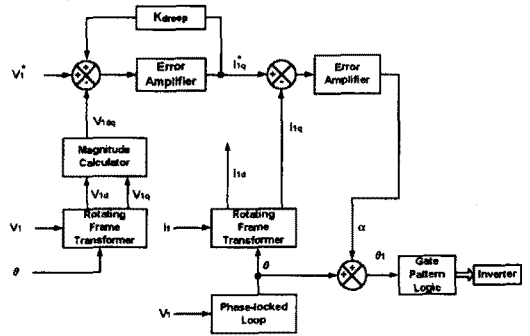 Kdroop
V1*
Error
Amplifier
I1q*
Error
Amplifier
V1dq
I1q
Magnitude
Calculator
I1d
V1d
V1q
V1
Rotating
Frame
Transformer
I1
Rotating
Frame
Transformer
α
θ
θ
θ1
Gate
Pattern
Logic
Inverter
V1
Phase-locked
Loop